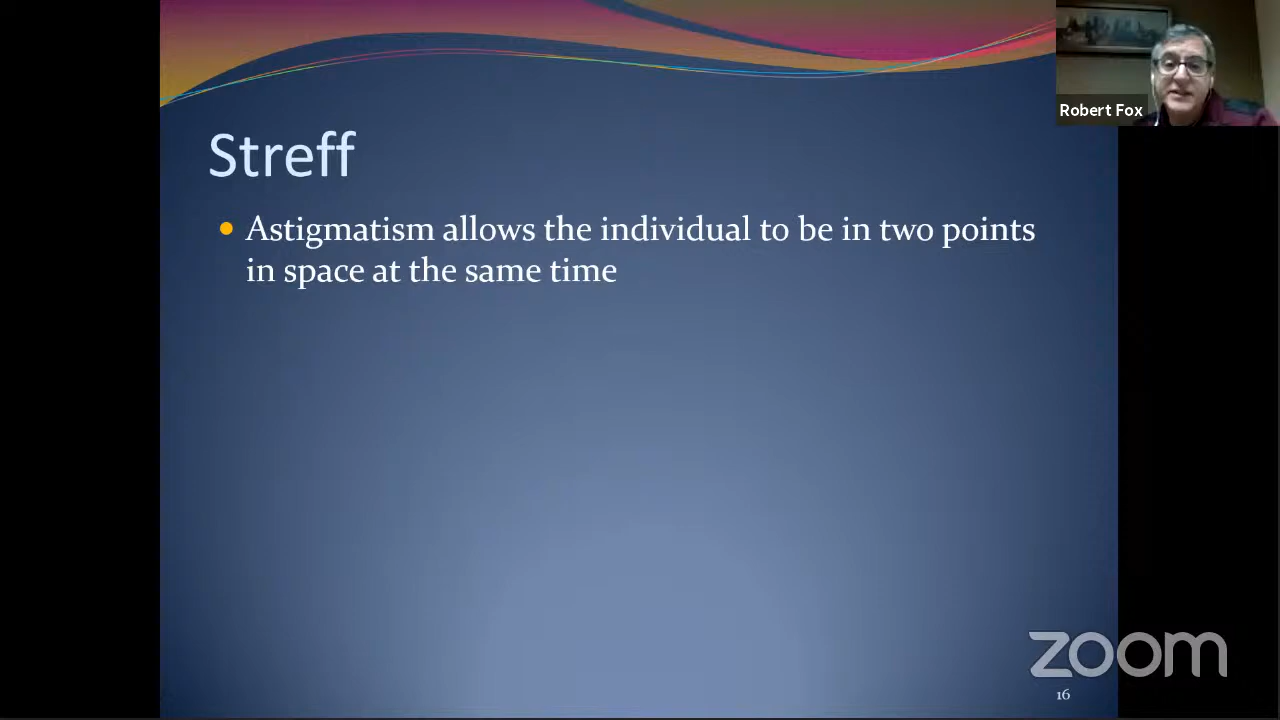 Robert Fox
Streff
Astigmatism allows the individual to be in two points
in space at the same time
zoom
16